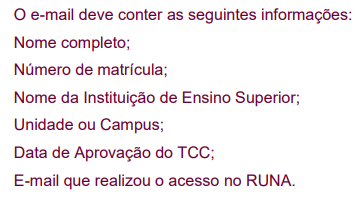 O e-mail deve conter as seguintes informações:
Nome completo;
Número de matrícula;
Nome da Instituição de Ensino Superior;
Unidade ou Campus;
Data de Aprovação do TCC;
E-mail que realizou o acesso no RUNA.